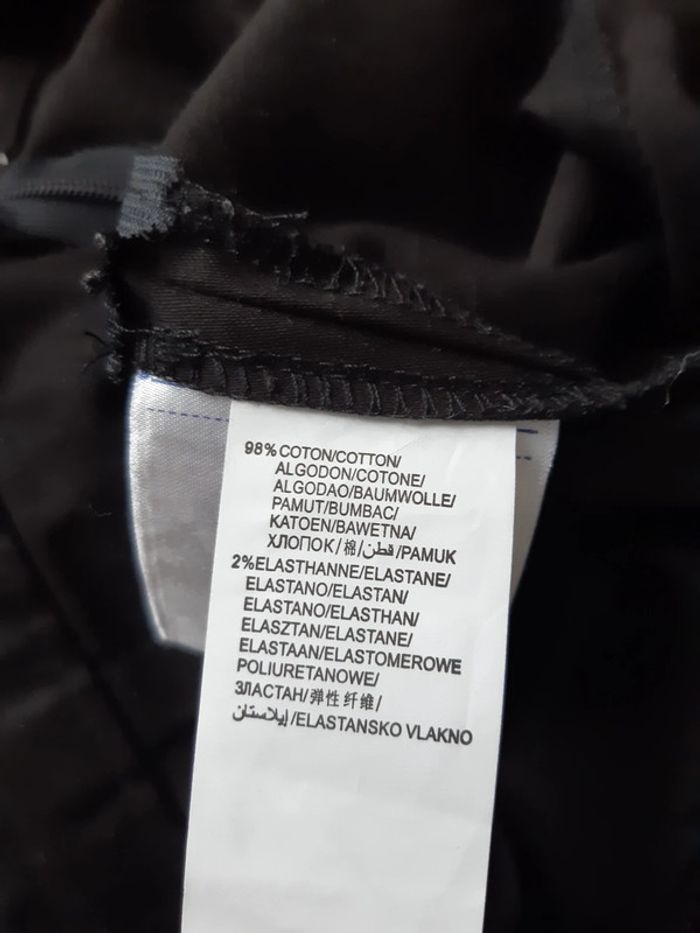 98% COTON/COTTON/
ALGODON/COTONE/
ALGODAO/BAUMWOLLE/
PAMUT/BUMBAC/
KATOEN/BAWETNA/
ХЛОПОК/棉/قطن/PAMUK
2%ELASTHANNE/ELASTANE/
ELASTANO/ELASTAN/
ELASTANO/ELASTHAN/
ELASZTAN/ELASTANE/
ELASTAAN/ELASTOMEROWE
POLIURETANOWE/
ЗЛАСТАН/弹性纤维/
إيلاستان/ELASTANSKO VLAKNO